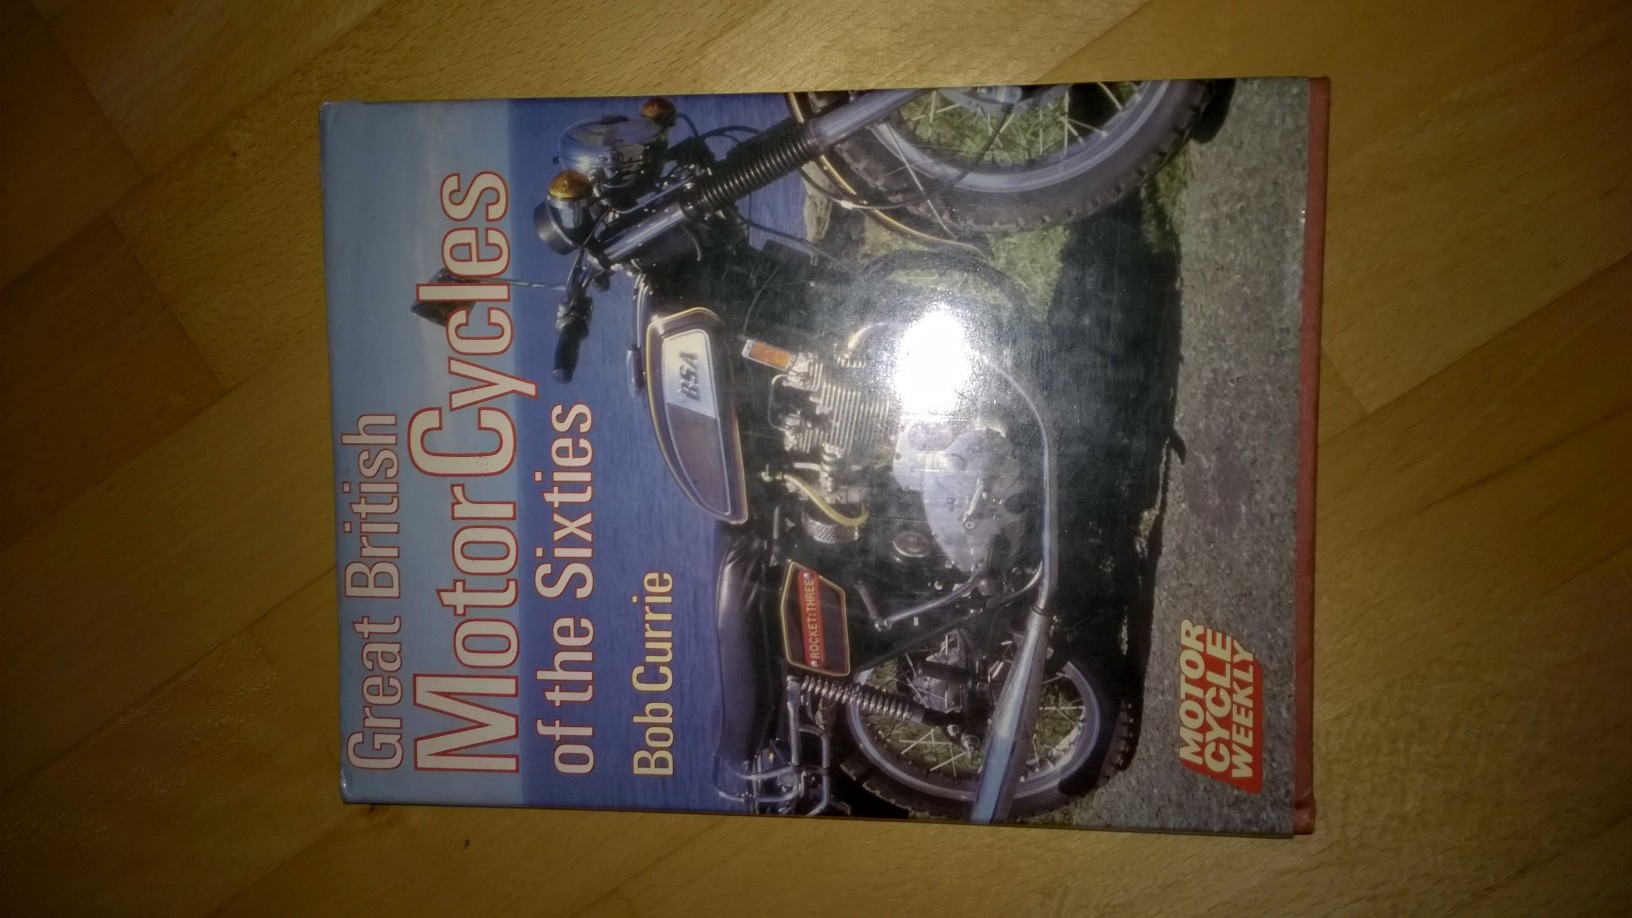 Great British
MotorCycles
of the Sixties
Bob Currie
BSA
ROCKET THREE
MOTOR
CYCLE
WEEKLY